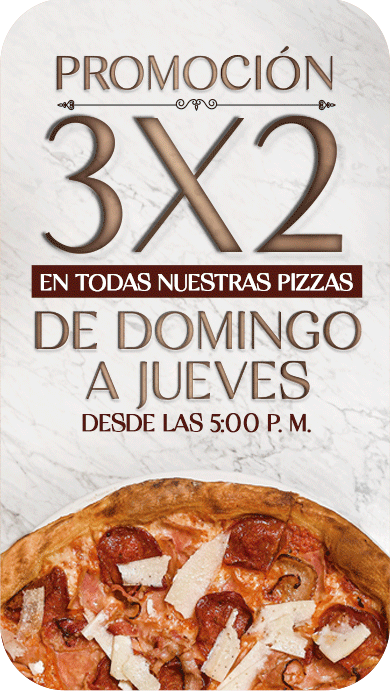 PROMOCIÓN
3X2
EN TODAS NUESTRAS PIZZAS
DE DOMINGO
A JUEVES
DESDE LAS 5:00 P. M.